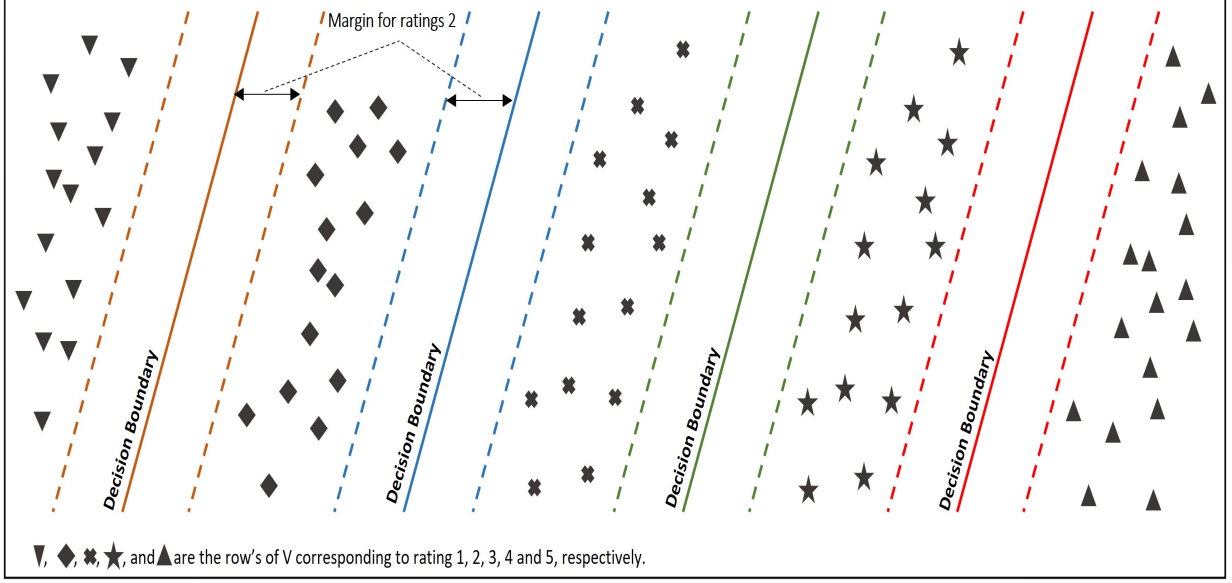 Margin for ratings 2
Decision Boundary
Decision Boundary
Decision Boundary
Decision Boundary
, , , , and are the row's of V corresponding to rating 1, 2, 3, 4 and 5, respectively.